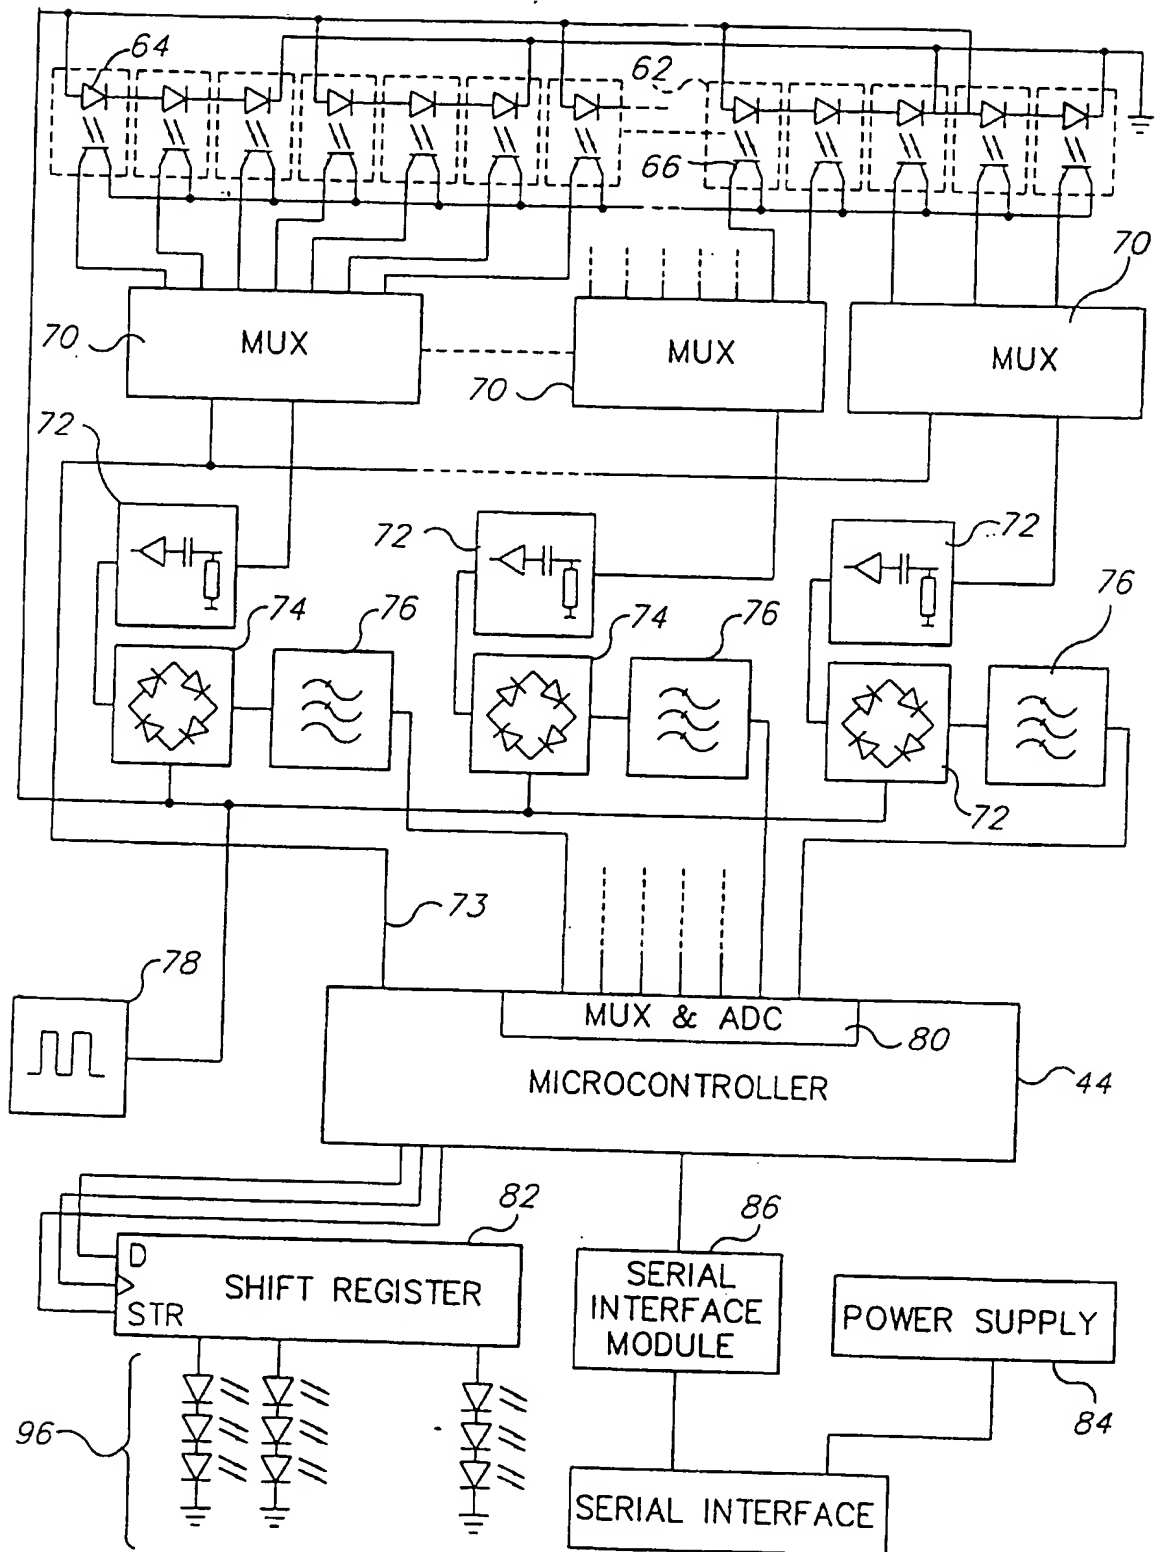 64
62
66
70
MUX
70
MUX
70
MUX
72
72
72
74
76
74
76
76
72
73
78
MUX & ADC
80
MICROCONTROLLER
44
82
D
SHIFT REGISTER
STR
86
SERIAL
INTERFACE
MODULE
POWER SUPPLY
84
96
SERIAL INTERFACE